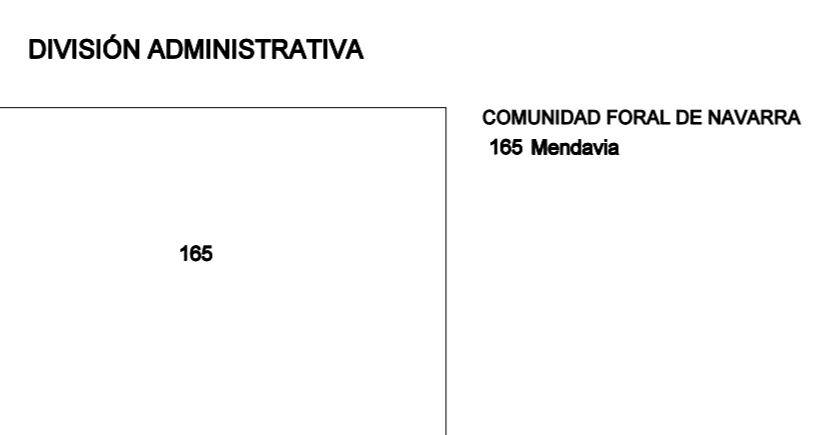 DIVISIÓN ADMINISTRATIVA
165
COMUNIDAD FORAL DE NAVARRA
165 Mendavia